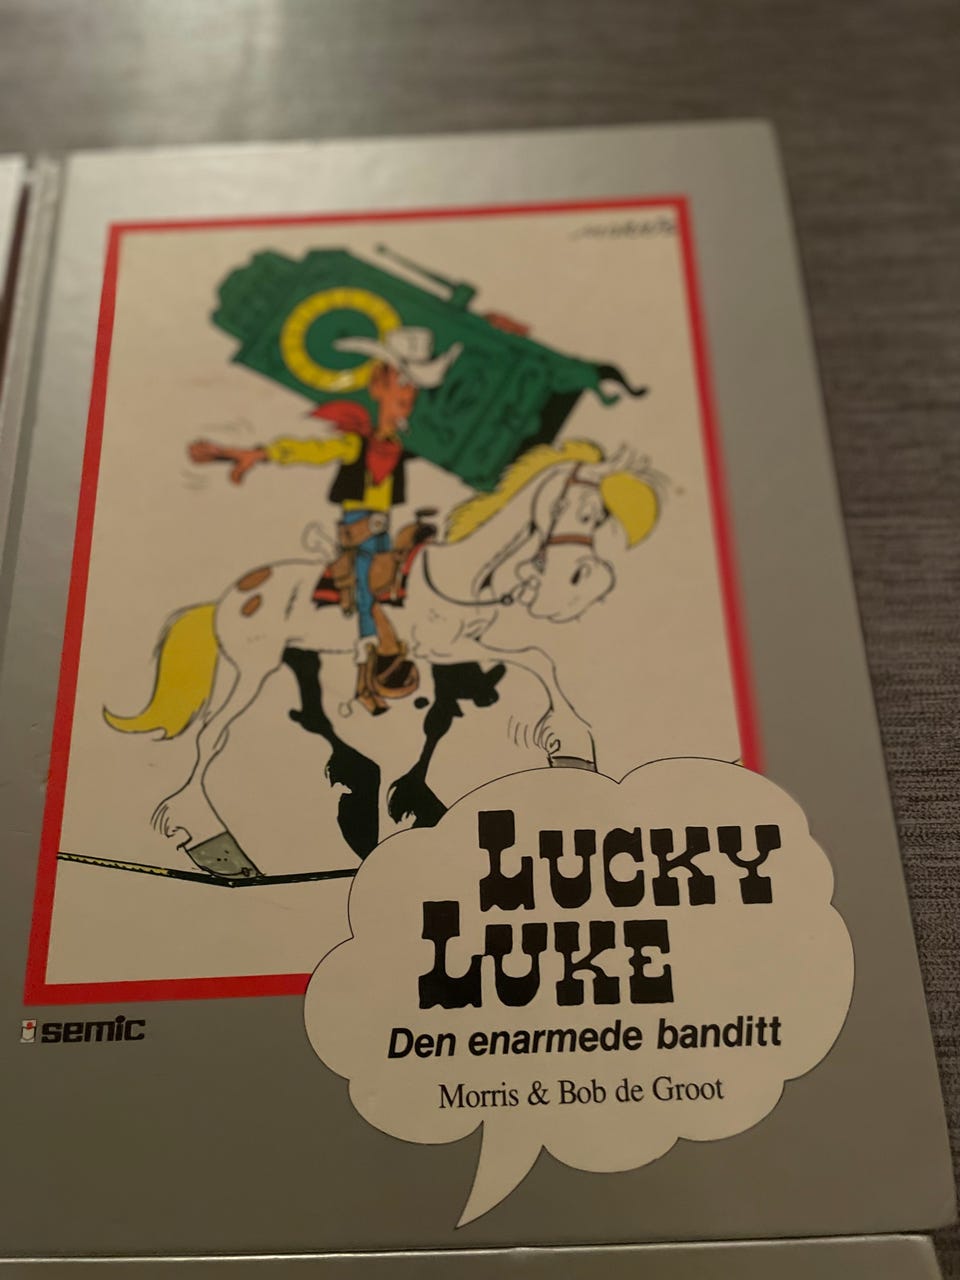 LUCKY
LUKE
Den enarmede banditt
Morris & Bob de Groot
semic